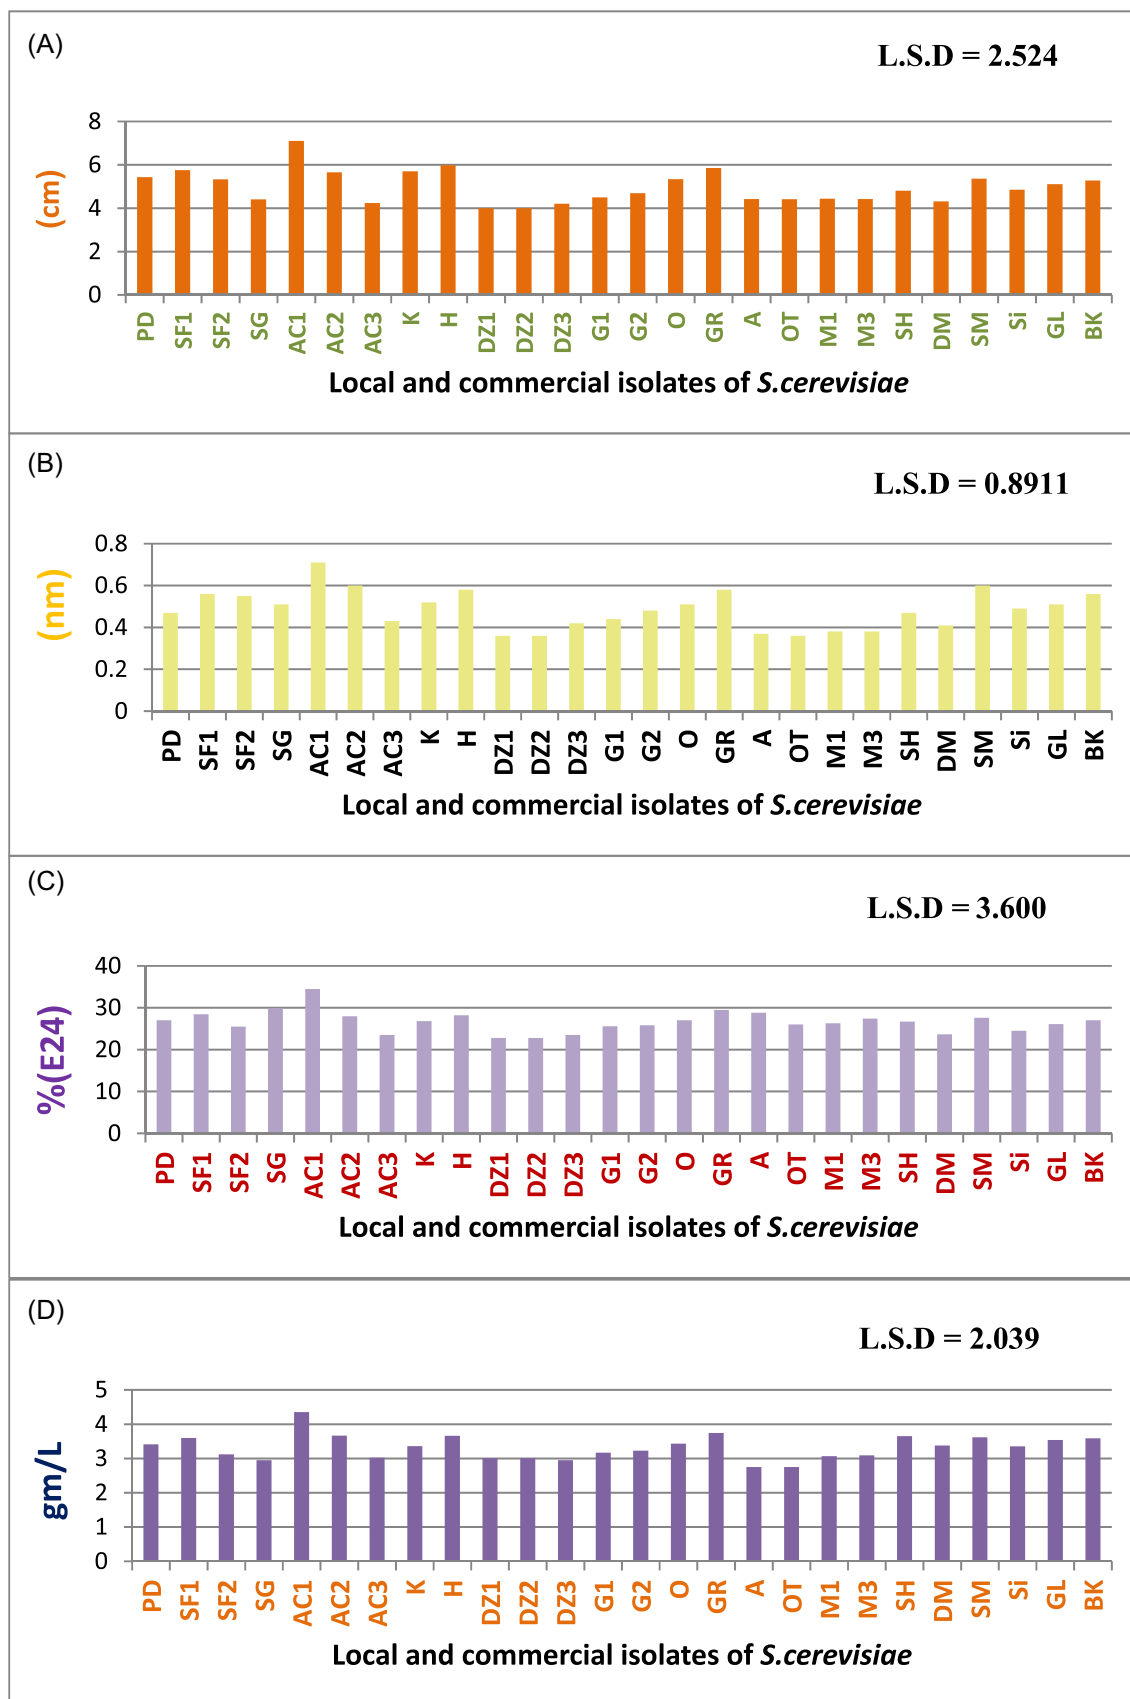 (A)
L.S.D = 2.524
8
6
4
2
0
(cm)
PD SF1 SF2 SG AC1 AC2 AC3 K H DZ1 DZ2 DZ3 G1 G2 O GR A OT M1 M3 SH DM SM Si GL BK
Local and commercial isolates of S.cerevisiae
(B)
L.S.D = 0.8911
0.8
0.6
0.4
0.2
0
(nm)
PD SF1 SF2 SG AC1 AC2 AC3 K H DZ1 DZ2 DZ3 G1 G2 O GR A OT M1 M3 SH DM SM Si GL BK
Local and commercial isolates of S.cerevisiae
(C)
L.S.D = 3.600
40
30
20
10
0
%(E24)
PD SF1 SF2 SG AC1 AC2 AC3 K H DZ1 DZ2 DZ3 G1 G2 O GR A OT M1 M3 SH DM SM Si GL BK
Local and commercial isolates of S.cerevisiae
(D)
L.S.D = 2.039
5
4
3
2
1
0
gm/L
PD SF1 SF2 SG AC1 AC2 AC3 K H DZ1 DZ2 DZ3 G1 G2 O GR A OT M1 M3 SH DM SM Si GL BK
Local and commercial isolates of S.cerevisiae